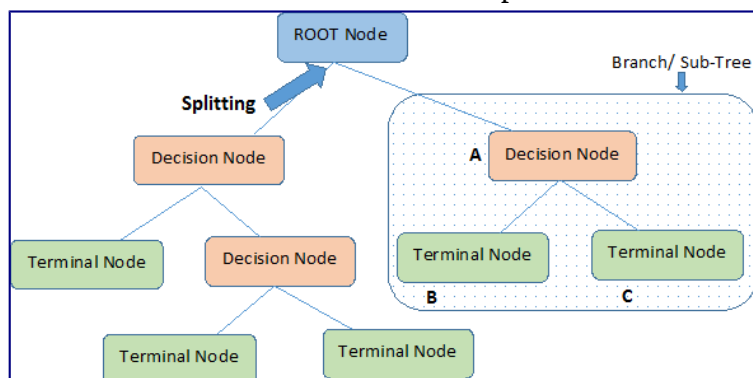 ROOT Node
Branch/ Sub-Tree
Splitting
Decision Node
A
Decision Node
Terminal Node
Decision Node
Terminal Node
Terminal Node
B
C
Terminal Node
Terminal Node